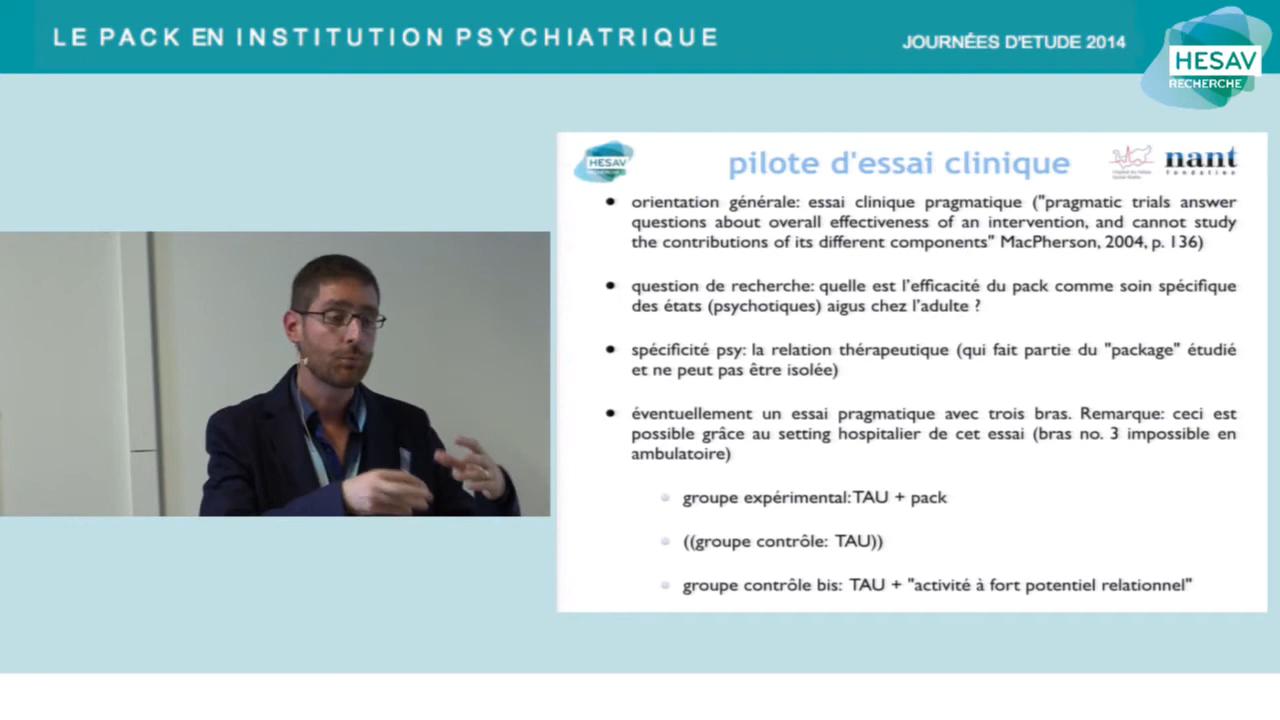 LE PACK EN INSTITUTION PSYCHIATRIQUE
JOURNÉES D'ETUDE 2014
HESAV
RECHERCHE
HESAV
RECHERCHE
pilote d'essai clinique
nant
fondation
orientation générale: essai clinique pragmatique ("pragmatic trials answer
questions about overall effectiveness of an intervention, and cannot study
the contributions of its different components" MacPherson, 2004, p. 136)
question de recherche: quelle est l'efficacité du pack comme soin spécifique
des états (psychotiques) aigus chez l'adulte ?
spécificité psy: la relation thérapeutique (qui fait partie du "package" étudié
et ne peut pas être isolée)
éventuellement un essai pragmatique avec trois bras. Remarque: ceci est
possible grâce au setting hospitalier de cet essai (bras no. 3 impossible en
ambulatoire)
groupe expérimental: TAU + pack
((groupe contrôle: TAU))
groupe contrôle bis: TAU + "activité à fort potentiel relationnel"